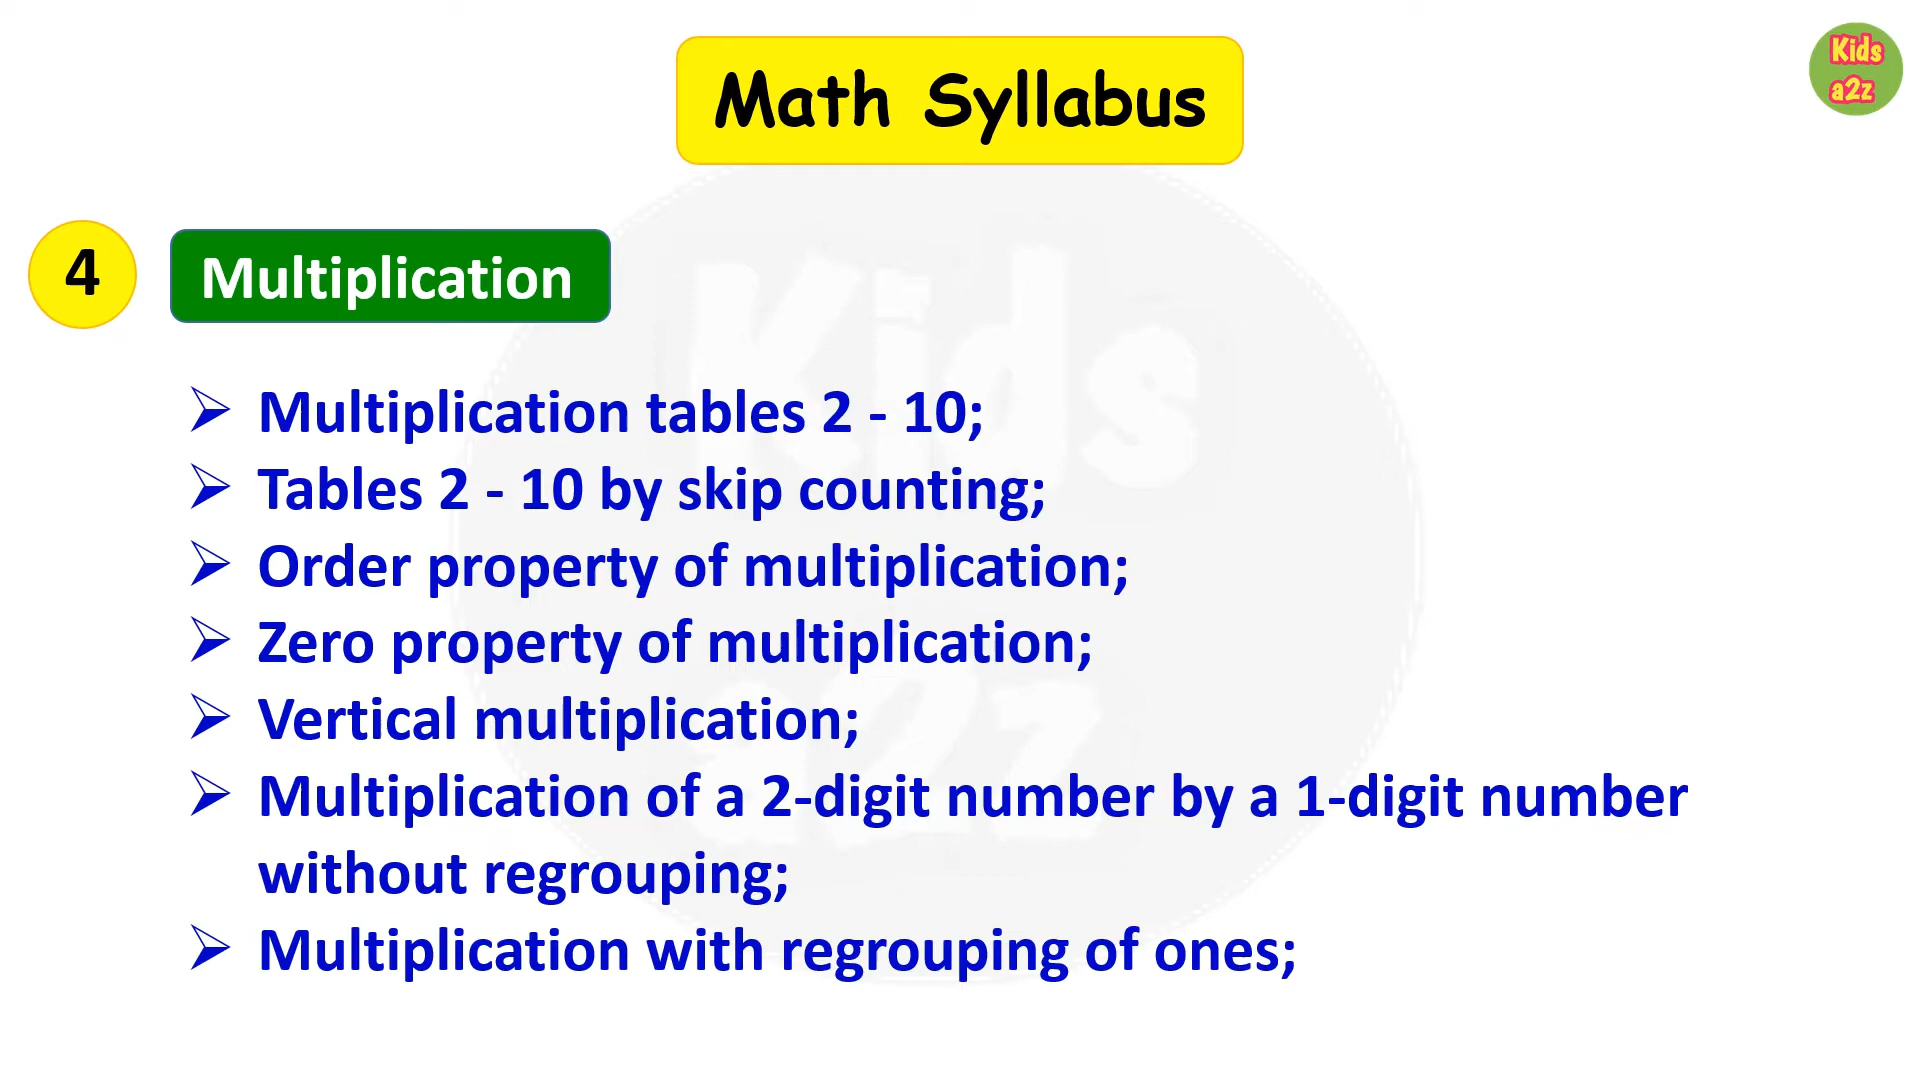 Math Syllabus
Kids
a2z
4
Multiplication
Kids
a2z
Multiplication tables 2 - 10;
Tables 2 - 10 by skip counting;
Order property of multiplication;
Zero property of multiplication;
Vertical multiplication;
Multiplication of a 2-digit number by a 1-digit number
without regrouping;
Multiplication with regrouping of ones;